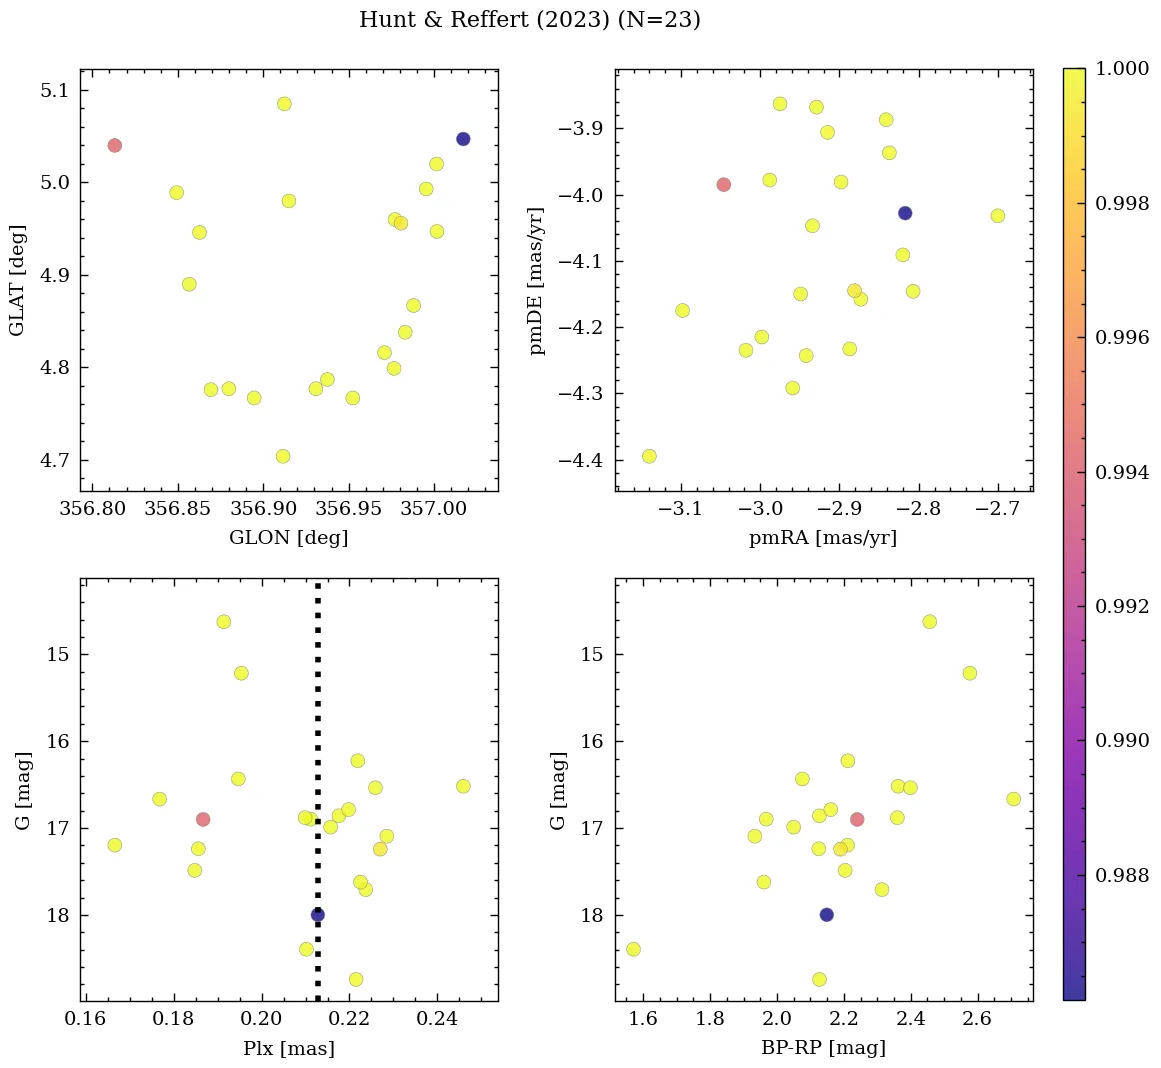 Hunt & Reffert (2023) (N=23)
5.1
5.0
4.9
4.8
4.7
GLAT [deg]
356.80 356.85 356.90 356.95 357.00
GLON [deg]
−3.9
−4.0
−4.1
−4.2
−4.3
−4.4
pmDE [mas/yr]
−3.1 −3.0 −2.9 −2.8 −2.7
pmRA [mas/yr]
15
16
17
18
G [mag]
0.16 0.18 0.20 0.22 0.24
Plx [mas]
15
16
17
18
G [mag]
1.6 1.8 2.0 2.2 2.4 2.6
BP-RP [mag]
1.000
0.998
0.996
0.994
0.992
0.990
0.988